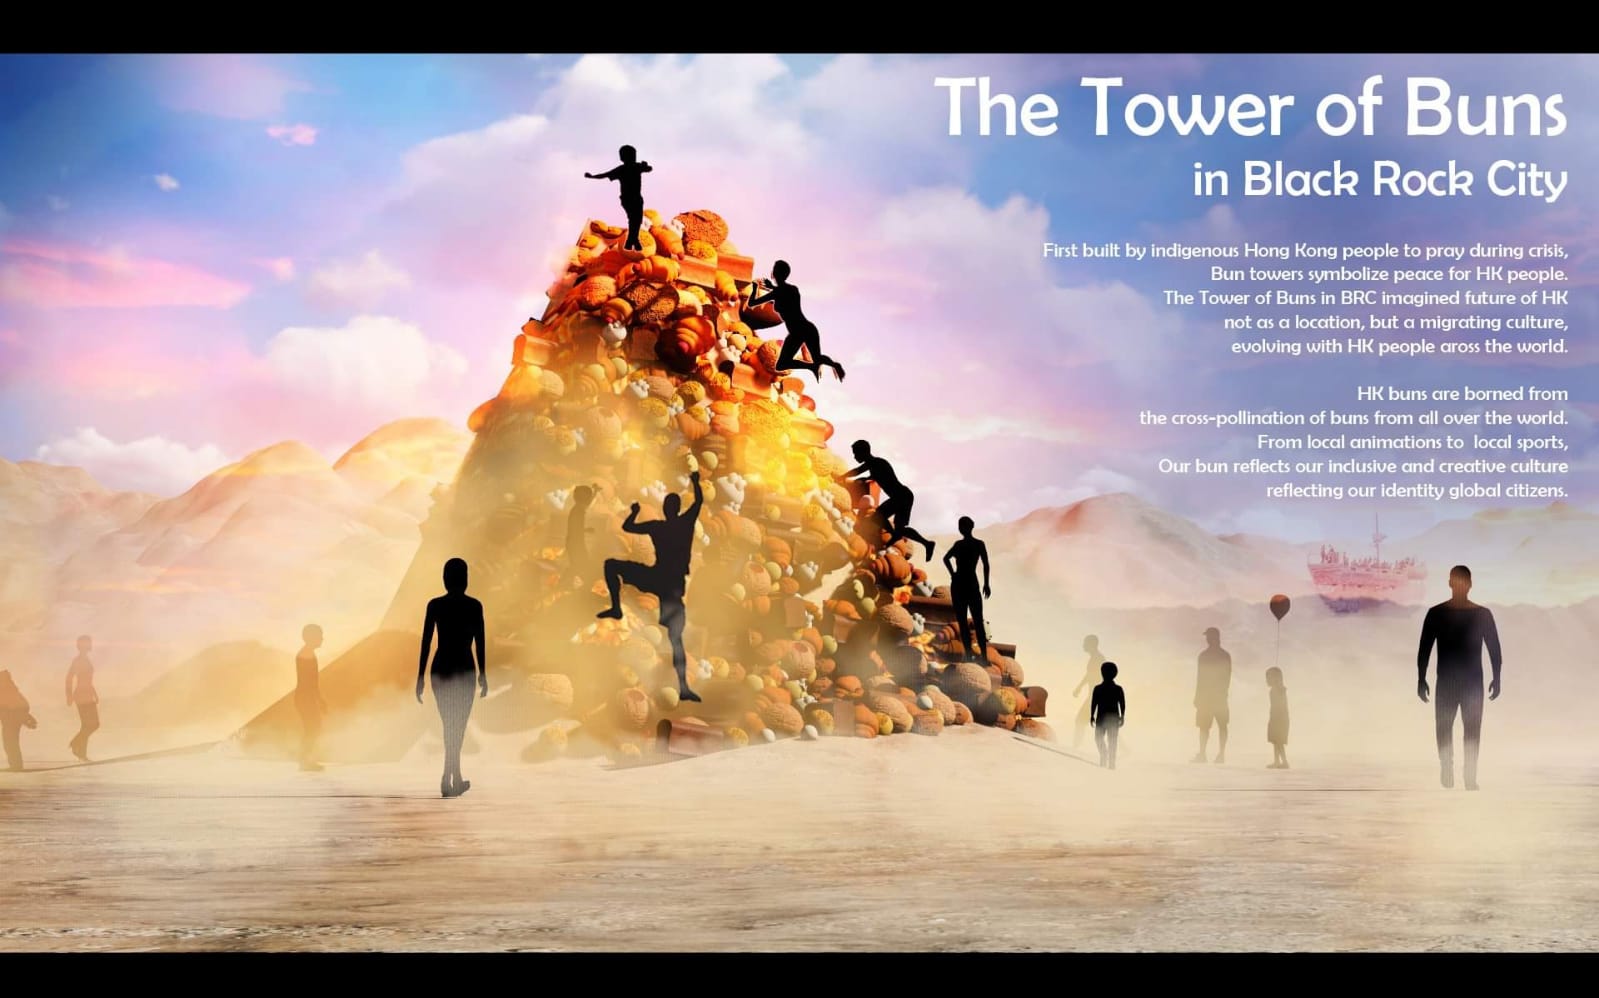 The Tower of Buns
in Black Rock City
First built by indigenous Hong Kong people to pray during crisis,
Bun towers symbolize peace for HK people.
The Tower of Buns in BRC imagined future of HK
not as a location, but a migrating culture,
evolving with HK people aross the world.
HK buns are borned from
the cross-pollination of buns from all over the world.
From local animations to local sports,
Our bun reflects our inclusive and creative culture
reflecting our identity global citizens.